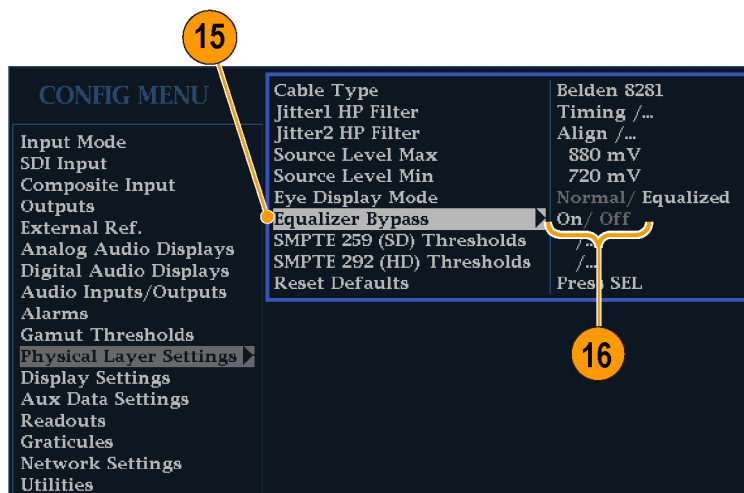 15
CONFIG MENU
Input Mode
SDI Input
Composite Input
Outputs
External Ref.
Analog Audio Displays
Digital Audio Displays
Audio Inputs/Outputs
Alarms
Gamut Thresholds
Physical Layer Settings
Display Settings
Aux Data Settings
Readouts
Graticules
Network Settings
Utilities
Cable Type Belden 8281
Jitter1 HP Filter Timing /...
Jitter2 HP Filter Align /...
Source Level Max 880 mV
Source Level Min 720 mV
Eye Display Mode Normal/ Equalized
Equalizer Bypass On/ Off
SMPTE 259 (SD) Thresholds /...
SMPTE 292 (HD) Thresholds /...
Reset Defaults Press SEL
16